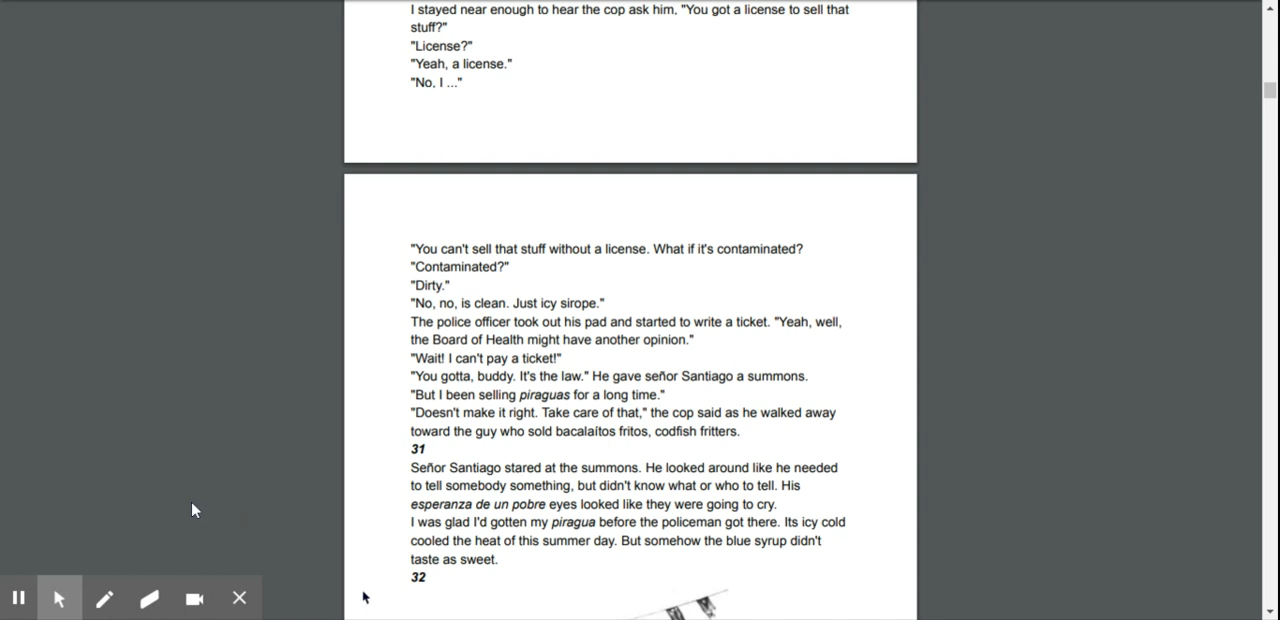 I stayed near enough to hear the cop ask him, "You got a license to sell that
stuff?"
"License?"
"Yeah, a license."
"No, I ..."
"You can't sell that stuff without a license. What if it's contaminated?
"Contaminated?"
"Dirty."
"No, no, is clean. Just icy sirope."
The police officer took out his pad and started to write a ticket. "Yeah, well,
the Board of Health might have another opinion."
"Wait! I can't pay a ticket!"
"You gotta, buddy. It's the law." He gave señor Santiago a summons.
"But I been selling piraguas for a long time."
"Doesn't make it right. Take care of that," the cop said as he walked away
toward the guy who sold bacalaítos fritos, codfish fritters.
31
Señor Santiago stared at the summons. He looked around like he needed
to tell somebody something, but didn't know what or who to tell. His
esperanza de un pobre eyes looked like they were going to cry.
I was glad I'd gotten my piragua before the policeman got there. Its icy cold
cooled the heat of this summer day. But somehow the blue syrup didn't
taste as sweet.
32